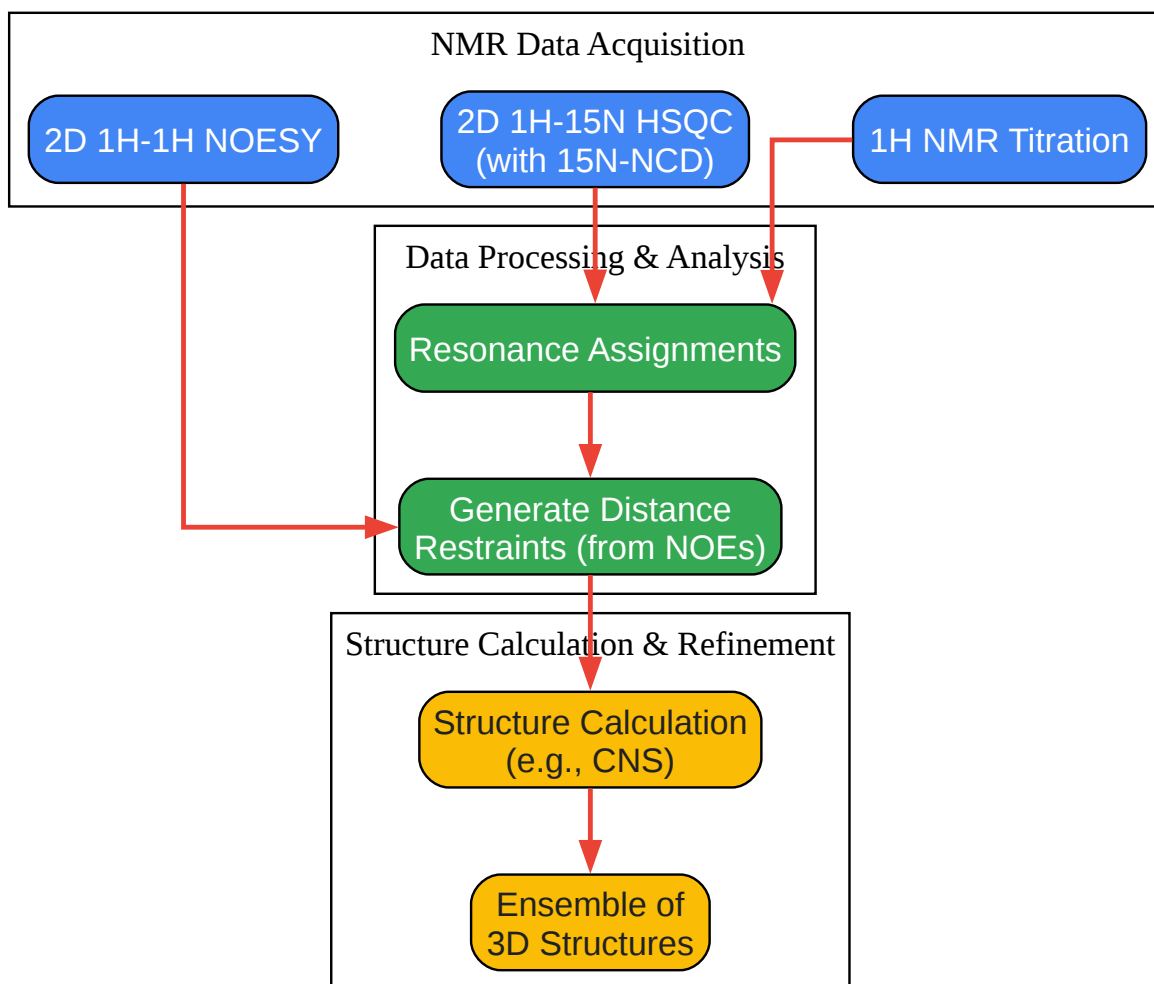 NMR Data Acquisition
2D 1H-1H NOESY
2D 1H-15N HSQC
(with 15N-NCD)
1H NMR Titration
Data Processing & Analysis
Resonance Assignments
Generate Distance
Restraints (from NOEs)
Structure Calculation & Refinement
Structure Calculation
(e.g., CNS)
Ensemble of
3D Structures